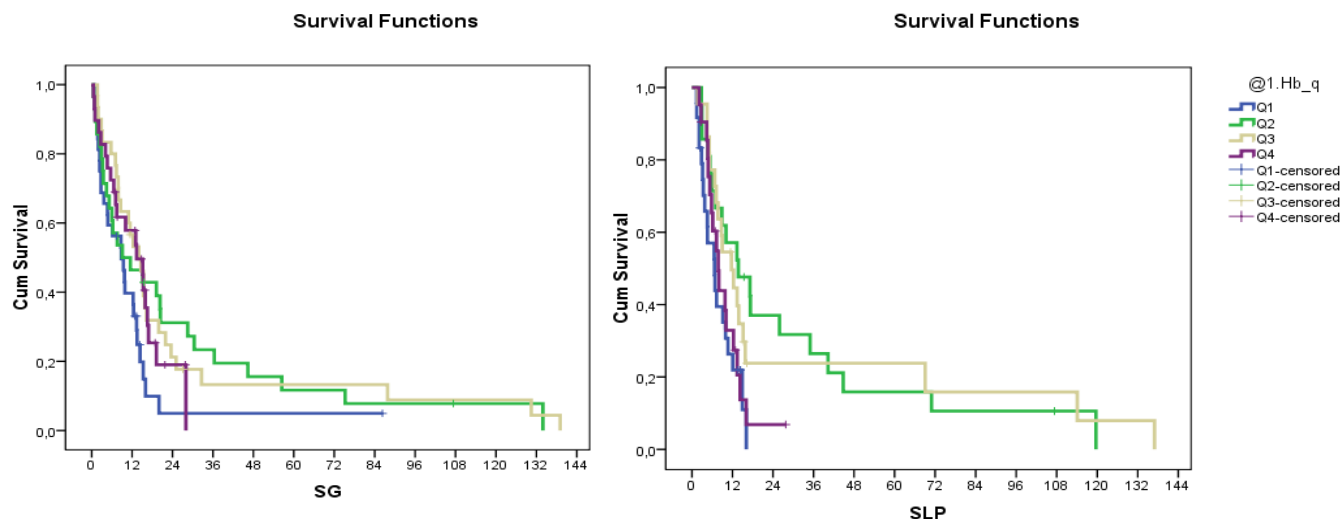 Survival Functions
Cum Survival
1,0
0,8
0,6
0,4
0,2
0,0
0 12 24 36 48 60 72 84 96 108 120 132 144
SG
Survival Functions
Cum Survival
1,0
0,8
0,6
0,4
0,2
0,0
0 12 24 36 48 60 72 84 96 108 120 132 144
SLP
@1.Hb_q
Q1
Q2
Q3
Q4
Q1-censored
Q2-censored
Q3-censored
Q4-censored